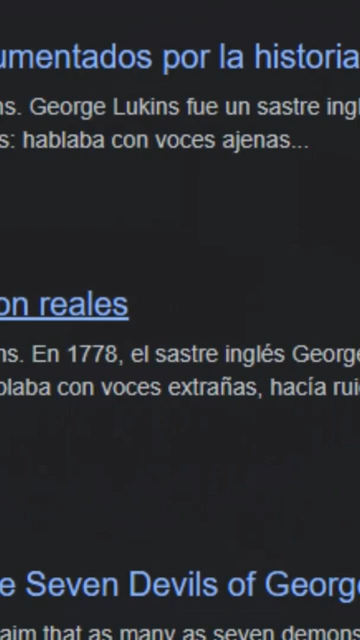 umentados por la historia
ns. George Lukins fue un sastre ingl
s: hablaba con voces ajenas...
on reales
ns. En 1778, el sastre inglés George
blaba con voces extrañas, hacía rui
e Seven Devils of George
aim that as many as seven demons